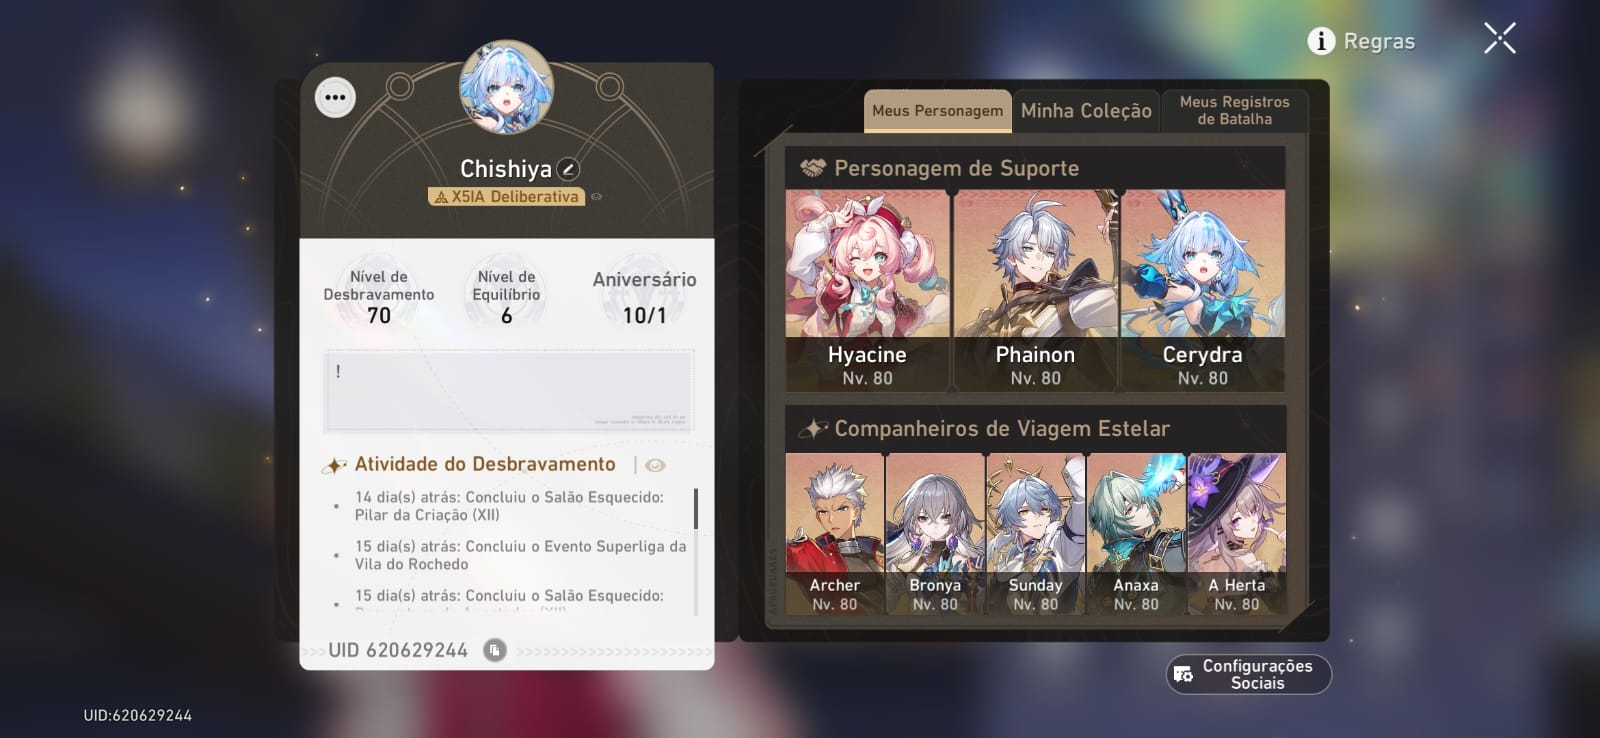 Regras
Chishiya
X5IA Deliberativa
Nível de
Desbravamento
70
Nível de
Equilíbrio
6
Aniversário
10/1
!
Atividade do Desbravamento
14 dia(s) atrás: Concluiu o Salão Esquecido:
Pilar da Criação (XII)
15 dia(s) atrás: Concluiu o Evento Superliga da
Vila do Rochedo
15 dia(s) atrás: Concluiu o Salão Esquecido:
UID 620629244
Meus Personagem
Minha Coleção
Meus Registros
de Batalha
Personagem de Suporte
Hyacine
Nv. 80
Phainon
Nv. 80
Cerydra
Nv. 80
Companheiros de Viagem Estelar
Archer
Nv. 80
Bronya
Nv. 80
Sunday
Nv. 80
Anaxa
Nv. 80
A Herta
Nv. 80
Configurações
Sociais
UID:620629244